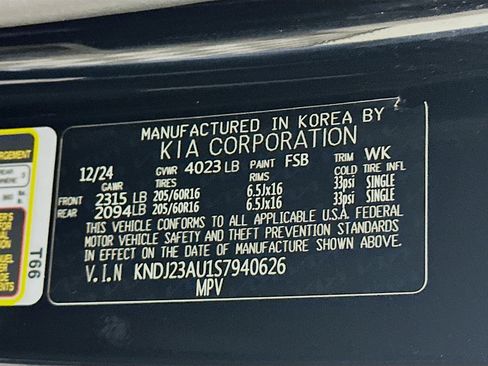 MANUFACTURED IN KOREA BY
KIA CORPORATION
12/24 GVWR 4023 LB PAINT FSB TRIM WK
GAWR TIRES RIMS COLD TIRE INFL
FRONT 2315 LB 205/60R16 6.5Jx16 33psi SINGLE
REAR 2094LB 205/60R16 6.5Jx16 33psi SINGLE
THIS VEHICLE CONFORMS TO ALL APPLICABLE U.S.A. FEDERAL
MOTOR VEHICLE SAFETY AND THEFT PREVENTION STANDARDS
IN EFFECT ON THE DATE OF MANUFACTURE SHOWN ABOVE.
V.I.N KNDJ23AU1S7940626
MPV
T66